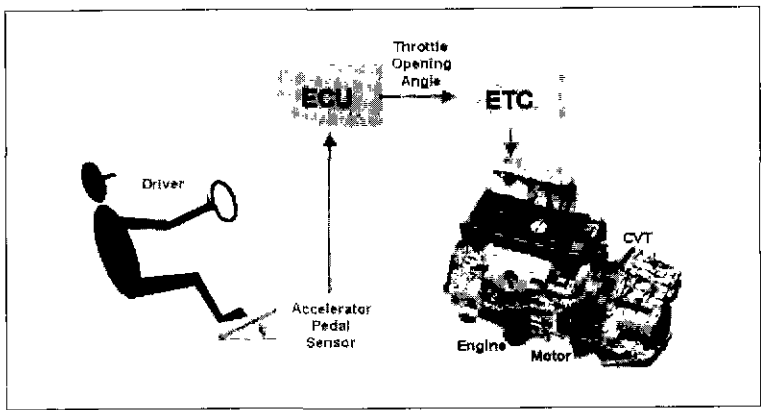 Throttle
Opening
Angle
ECU
ETC
Driver
CVT
Accelerator
Pedal
Sensor
Engine
Motor